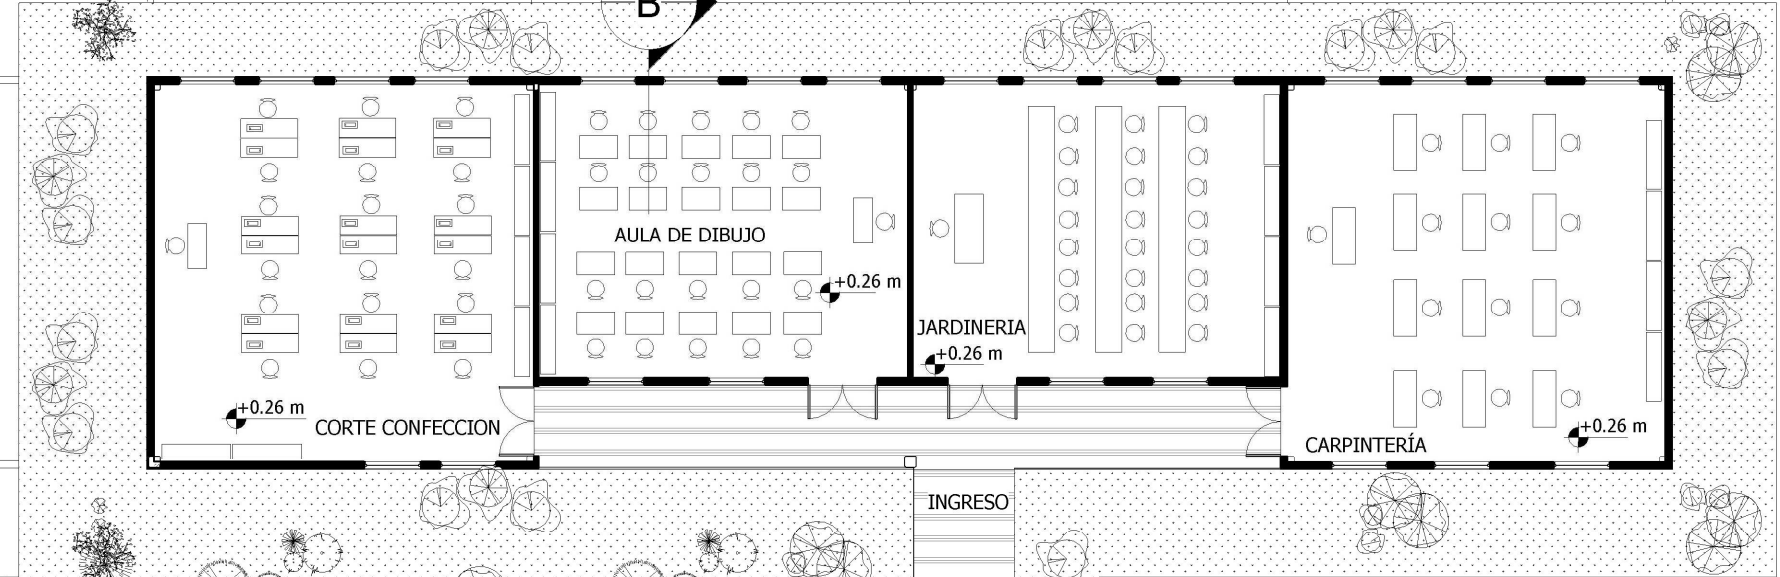 B
AULA DE DIBUJO
+0.26 m
JARDINERIA
+0.26 m
+0.26 m
CORTE CONFECCION
+0.26 m
CARPINTERÍA
INGRESO